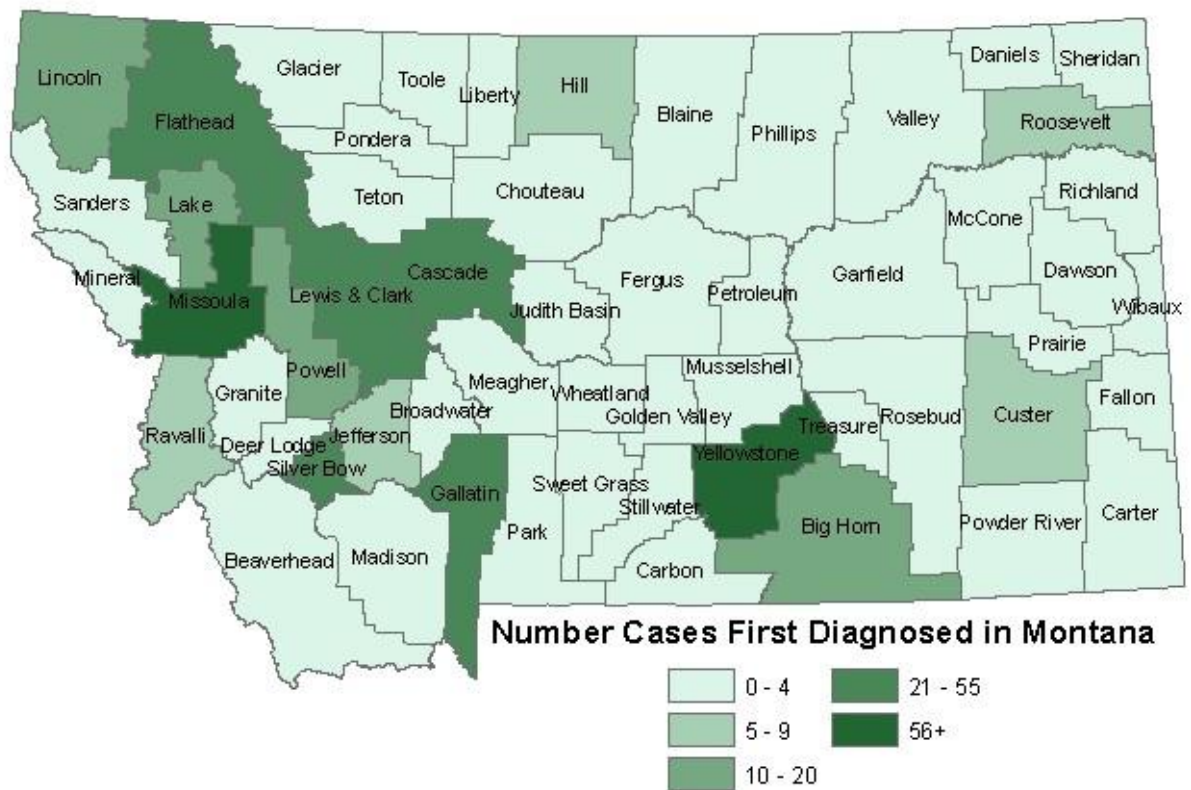 Daniels
Sheridan
Lincoln
Glacier
Toole
Liberty
Hill
Blaine
Phillips
Valley
Roosevelt
Flathead
Pondera
Sanders
Lake
Teton
Chouteau
Richland
McCone
Mineral
Missoula
Lewis & Clark
Cascade
Judith Basin
Fergus
Petroleum
Garfield
Dawson
Wibaux
Prairie
Granite
Powell
Meagher
Wheatland
Musselshell
Golden Valley
Ravalli
Deer Lodge
Silver Bow
Jefferson
Broadwater
Treasure
Rosebud
Custer
Fallon
Yellowstone
Gallatin
Sweet Grass
Stillwater
Park
Big Horn
Powder River
Carter
Beaverhead
Madison
Carbon
Number Cases First Diagnosed in Montana
0 - 4
21 - 55
5 - 9
56+
10 - 20